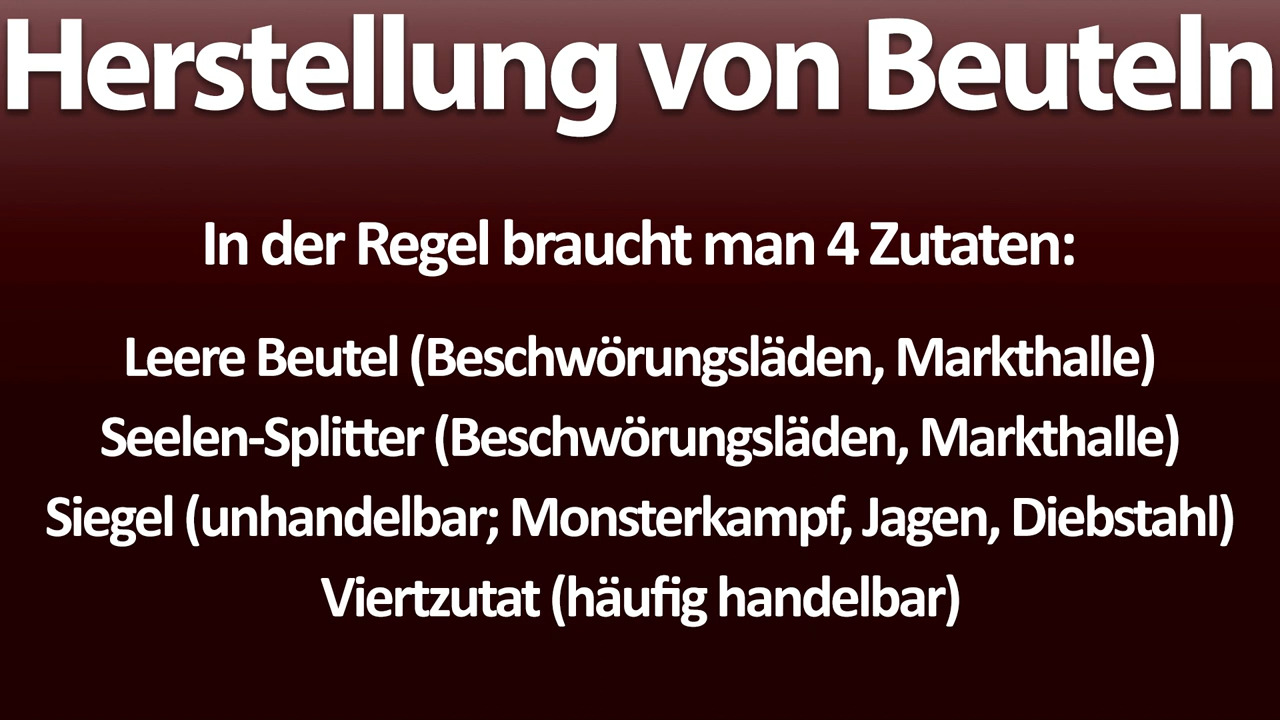 Herstellung von Beuteln
In der Regel braucht man 4 Zutaten:
Leere Beutel (Beschwörungsläden, Markthalle)
Seelen-Splitter (Beschwörungsläden, Markthalle)
Siegel (unhandelbar; Monsterkampf, Jagen, Diebstahl)
Viertzutat (häufig handelbar)